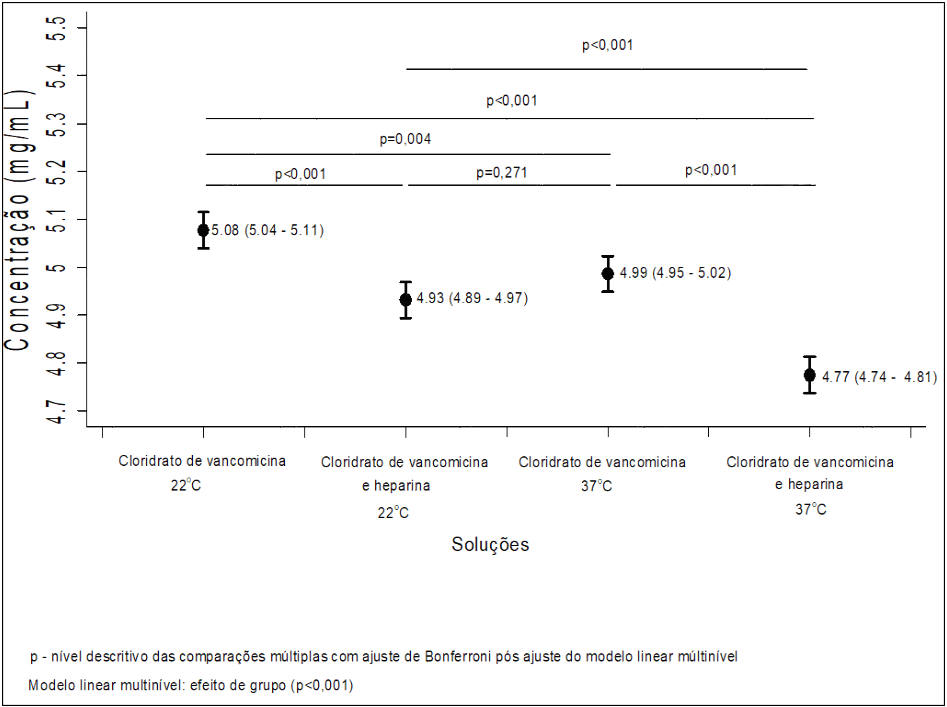 5.5
p<0,001
5.4
p<0,001
5.3
p=0,004
5.2
p<0,001
p=0,271
p<0,001
5.1
5.08 (5.04 - 5.11)
5
4.99 (4.95 - 5.02)
4.93 (4.89 - 4.97)
4.9
4.8
4.77 (4.74 - 4.81)
4.7
Concentração (mg/mL)
Cloridrato de vancomicina
22°C
Cloridrato de vancomicina
e heparina
22°C
Cloridrato de vancomicina
37°C
Cloridrato de vancomicina
e heparina
37°C
Soluções
p - nível descritivo das comparações múltiplas com ajuste de Bonferroni pós ajuste do modelo linear múltinível
Modelo linear multinível: efeito de grupo (p<0,001)